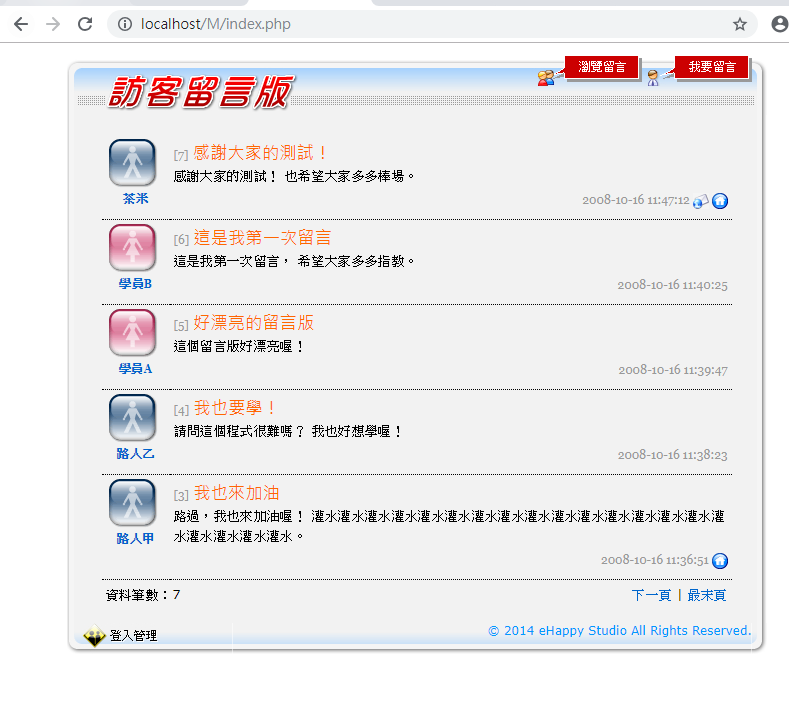 localhost/M/index.php
訪客留言版
瀏覽留言
我要留言
[7] 感謝大家的測試！
感謝大家的測試！ 也希望大家多多棒場。
茶米
2008-10-16 11:47:12
[6] 這是我第一次留言
這是我第一次留言， 希望大家多多指教。
學員B
2008-10-16 11:40:25
[5] 好漂亮的留言版
這個留言版好漂亮喔！
學員A
2008-10-16 11:39:47
[4] 我也要學！
請問這個程式很難嗎？ 我也好想學喔！
路人乙
2008-10-16 11:38:23
[3] 我也來加油
路過，我也來加油喔！ 灌水灌水灌水灌水灌水灌水灌水灌水灌水灌水灌水灌水灌水灌水灌水灌
水灌水灌水灌水灌水。
路人甲
2008-10-16 11:36:51
資料筆數：7
下一頁 | 最末頁
登入管理
© 2014 eHappy Studio All Rights Reserved.